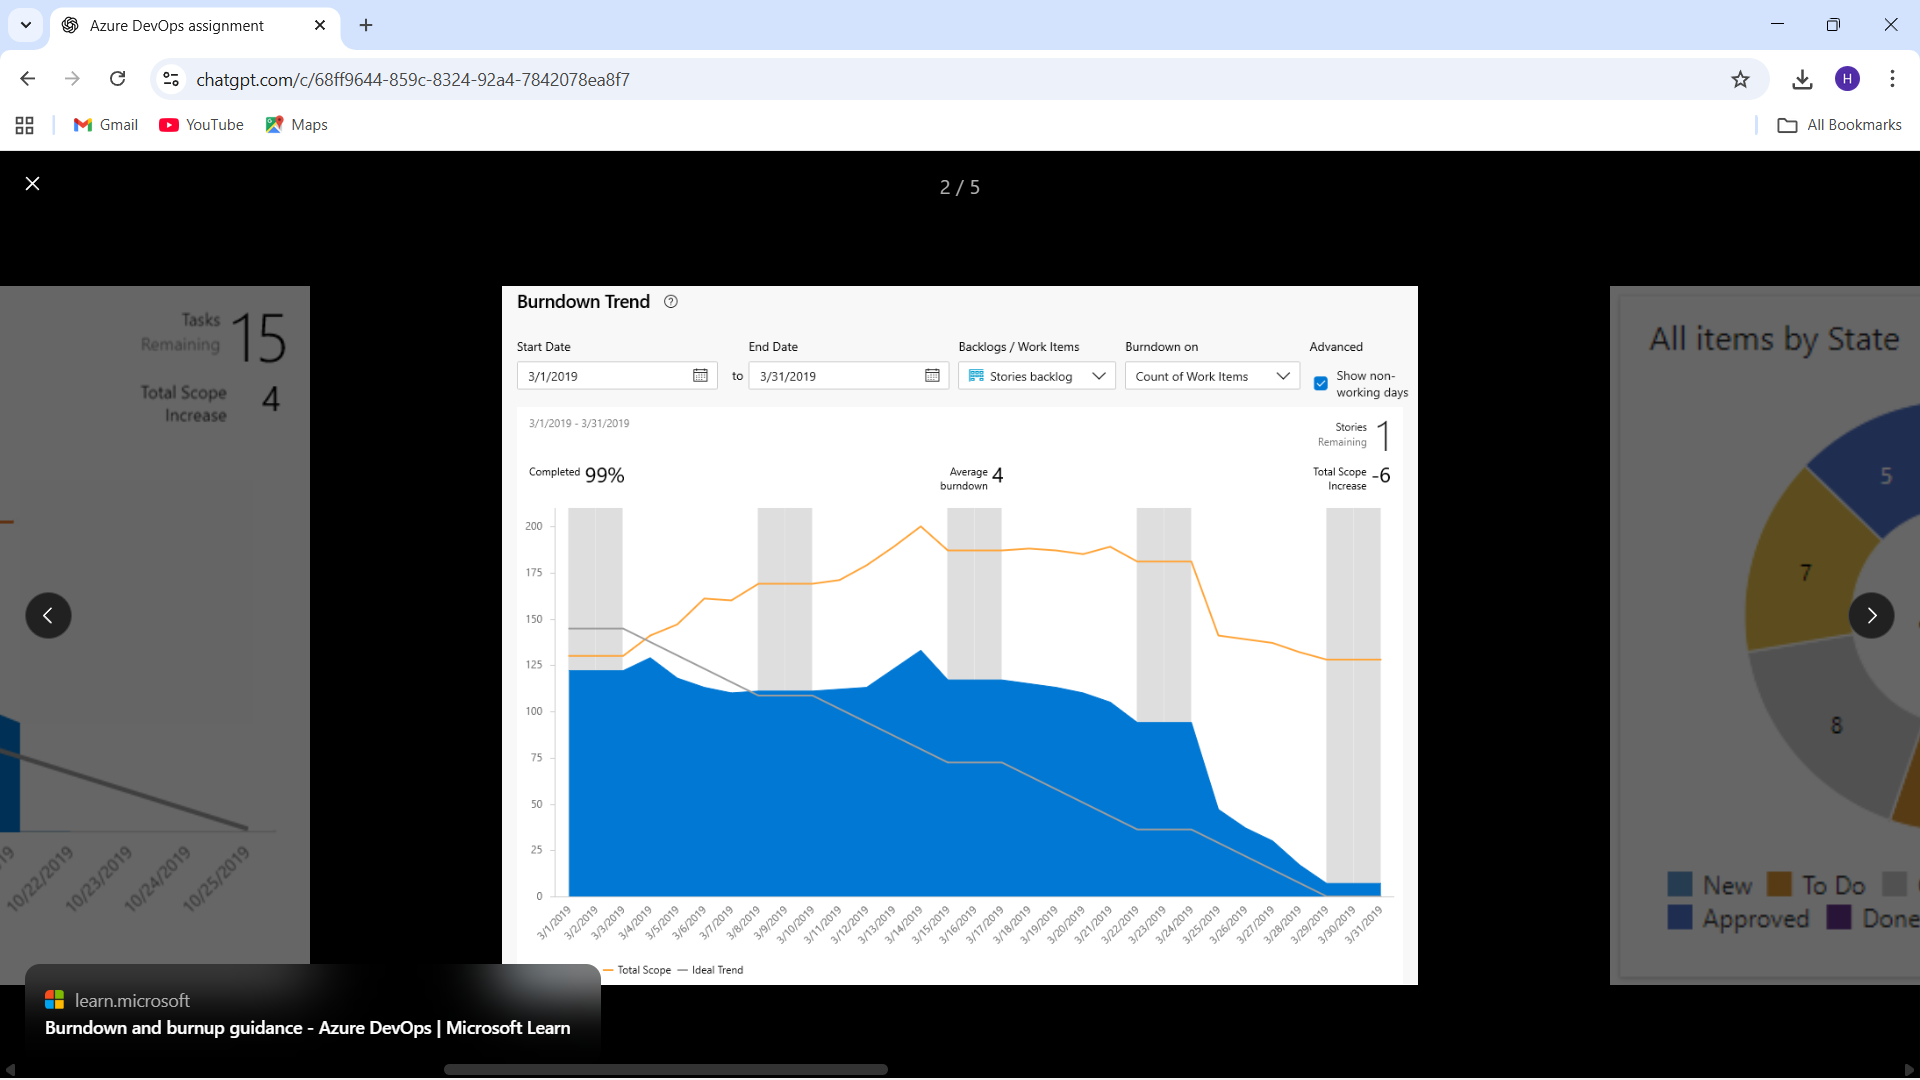 Azure DevOps assignment
chatgpt.com/c/68ff9644-859c-8324-92a4-7842078ea8f7
H
Gmail
YouTube
Maps
All Bookmarks
2 / 5
Tasks
Remaining
15
Total Scope
Increase
4
10/22/2019
10/23/2019
10/24/2019
10/25/2019
Burndown Trend
Start Date
End Date
Backlogs / Work Items
Burndown on
Advanced
3/1/2019
to
3/31/2019
Stories backlog
Count of Work Items
Show non-
working days
3/1/2019 - 3/31/2019
Stories
Remaining
1
Completed 99%
Average
burndown
4
Total Scope
Increase
-6
200
175
150
125
100
75
50
25
0
3/1/2019
3/2/2019
3/3/2019
3/4/2019
3/5/2019
3/6/2019
3/7/2019
3/8/2019
3/9/2019
3/10/2019
3/11/2019
3/12/2019
3/13/2019
3/14/2019
3/15/2019
3/16/2019
3/17/2019
3/18/2019
3/19/2019
3/20/2019
3/21/2019
3/22/2019
3/23/2019
3/24/2019
3/25/2019
3/26/2019
3/27/2019
3/28/2019
3/29/2019
3/30/2019
3/31/2019
Total Scope
Ideal Trend
All items by State
5
7
8
New
To Do
Approved
Done
learn.microsoft
Burndown and burnup guidance - Azure DevOps | Microsoft Learn